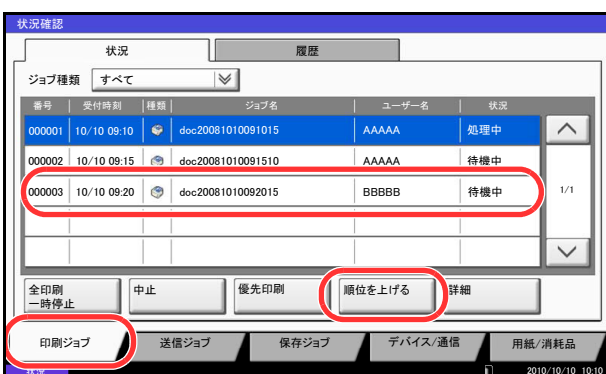 状況確認
状況 履歴
ジョブ種類 すべて
番号 受付時刻 種類 ジョブ名 ユーザー名 状況
000001 10/10 09:10 doc20081010091015 AAAAA 処理中
000002 10/10 09:15 doc20081010091510 AAAAA 待機中
000003 10/10 09:20 doc20081010092015 BBBBB 待機中
1/1
全印刷
一時停止
中止 優先印刷 順位を上げる 詳細
印刷ジョブ 送信ジョブ 保存ジョブ デバイス/通信 用紙/消耗品
状況 2010/10/10 10:10